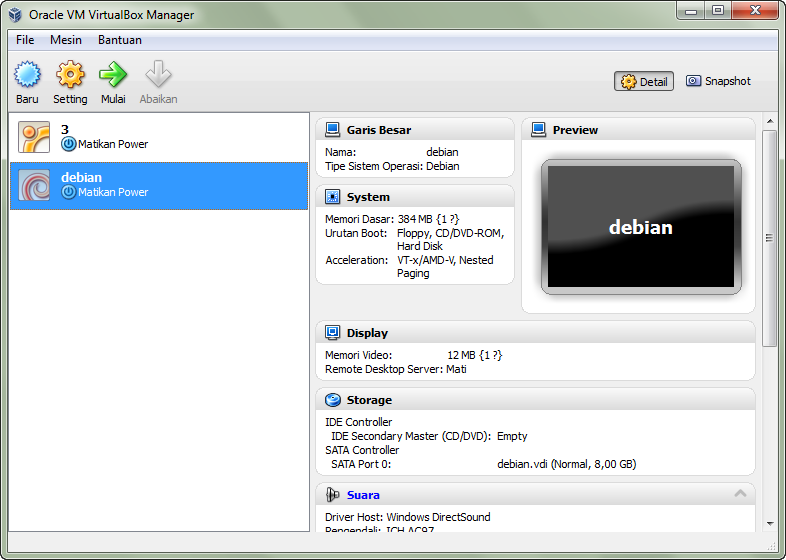 Oracle VM VirtualBox Manager
File Mesin Bantuan
Baru Setting Mulai Abaikan
Detail Snapshot
3
Matikan Power
debian
Matikan Power
Garis Besar
Nama: debian
Tipe Sistem Operasi: Debian
System
Memori Dasar: 384 MB {1 ?}
Urutan Boot: Floppy, CD/DVD-ROM,
Hard Disk
Acceleration: VT-x/AMD-V, Nested
Paging
Preview
debian
Display
Memori Video: 12 MB {1 ?}
Remote Desktop Server: Mati
Storage
IDE Controller
IDE Secondary Master (CD/DVD): Empty
SATA Controller
SATA Port 0: debian.vdi (Normal, 8,00 GB)
Suara
Driver Host: Windows DirectSound
Pengendali: ICH AC97